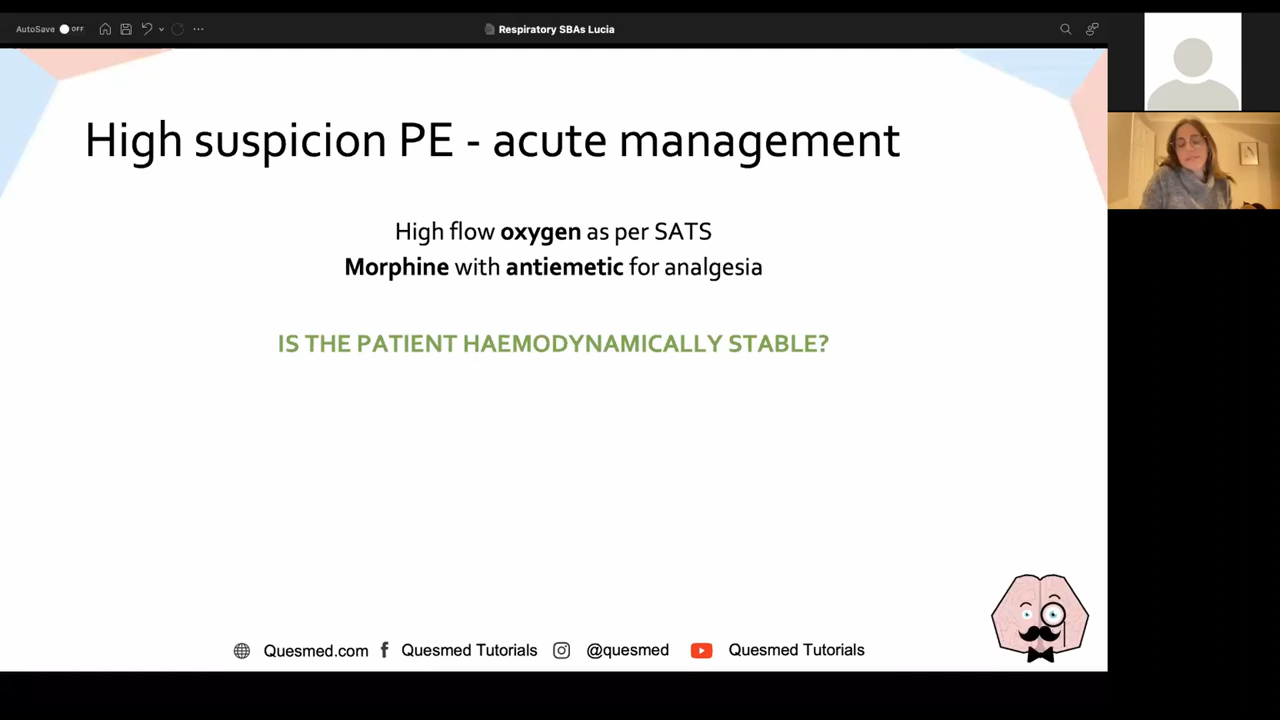 AutoSave OFF
Respiratory SBAs Lucia
High suspicion PE - acute management
High flow oxygen as per SATS
Morphine with antiemetic for analgesia
IS THE PATIENT HAEMODYNAMICALLY STABLE?
Quesmed.com Quesmed Tutorials @quesmed Quesmed Tutorials